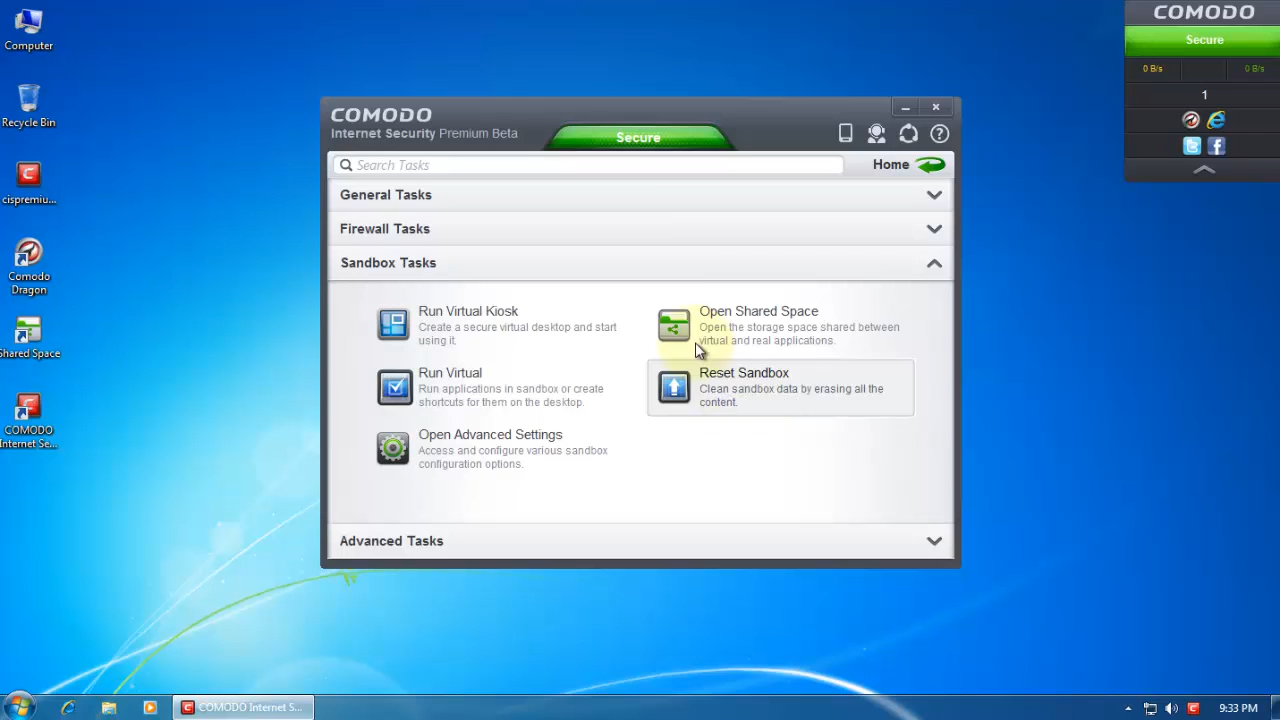 Computer
Recycle Bin
cispremiu...
Comodo
Dragon
Shared Space
COMODO
Internet Se...
COMODO
Secure
0 B/s
0 B/s
1
COMODO
Internet Security Premium Beta
Secure
Search Tasks
Home
General Tasks
Firewall Tasks
Sandbox Tasks
Run Virtual Kiosk
Create a secure virtual desktop and start
using it.
Open Shared Space
Open the storage space shared between
virtual and real applications.
Run Virtual
Run applications in sandbox or create
shortcuts for them on the desktop.
Reset Sandbox
Clean sandbox data by erasing all the
content.
Open Advanced Settings
Access and configure various sandbox
configuration options.
Advanced Tasks
COMODO Internet S...
9:33 PM